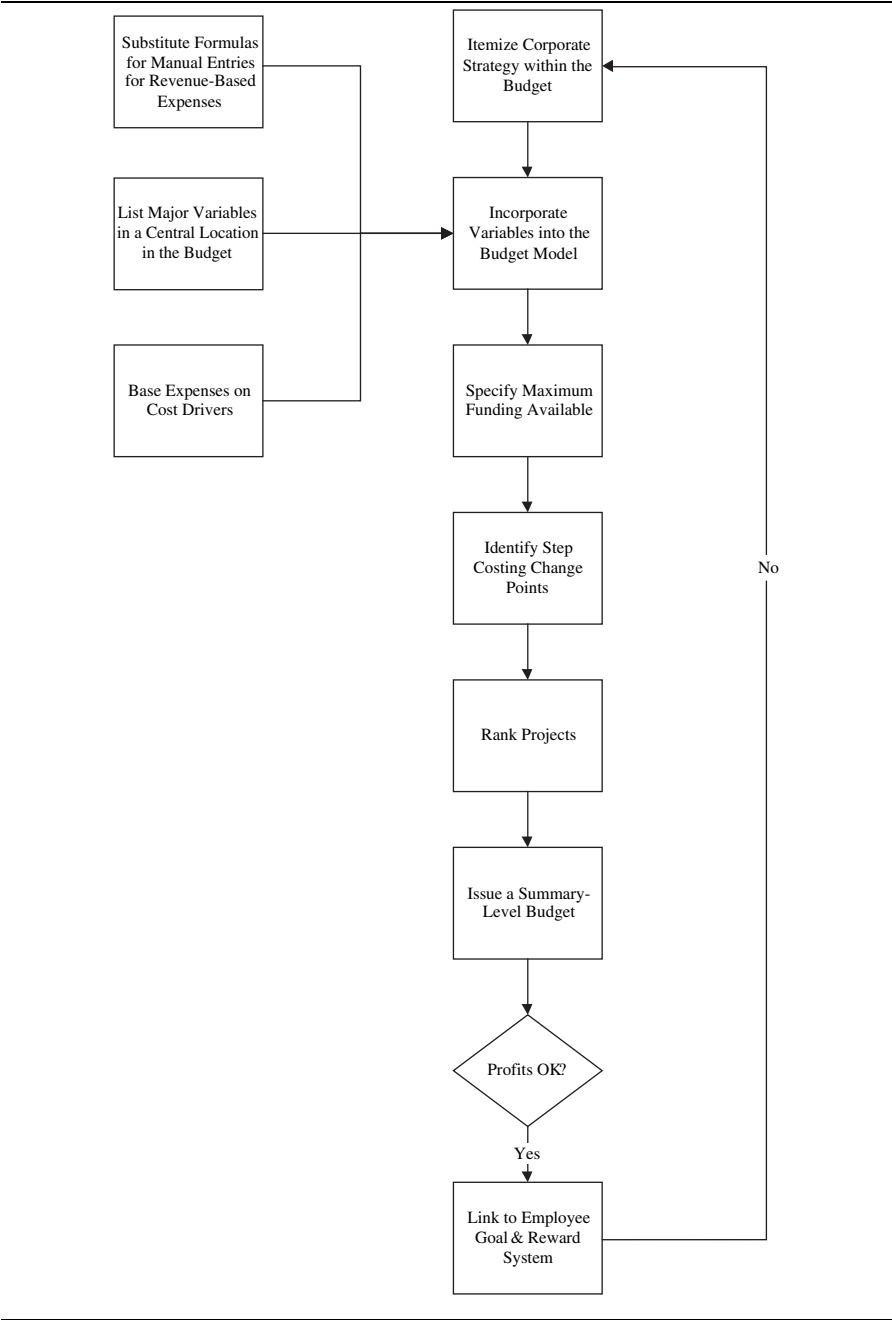 Substitute Formulas
for Manual Entries
for Revenue-Based
Expenses
Itemize Corporate
Strategy within the
Budget
List Major Variables
in a Central Location
in the Budget
Incorporate
Variables into the
Budget Model
Base Expenses on
Cost Drivers
Specify Maximum
Funding Available
Identify Step
Costing Change
Points
No
Rank Projects
Issue a Summary-
Level Budget
Profits OK?
Yes
Link to Employee
Goal & Reward
System